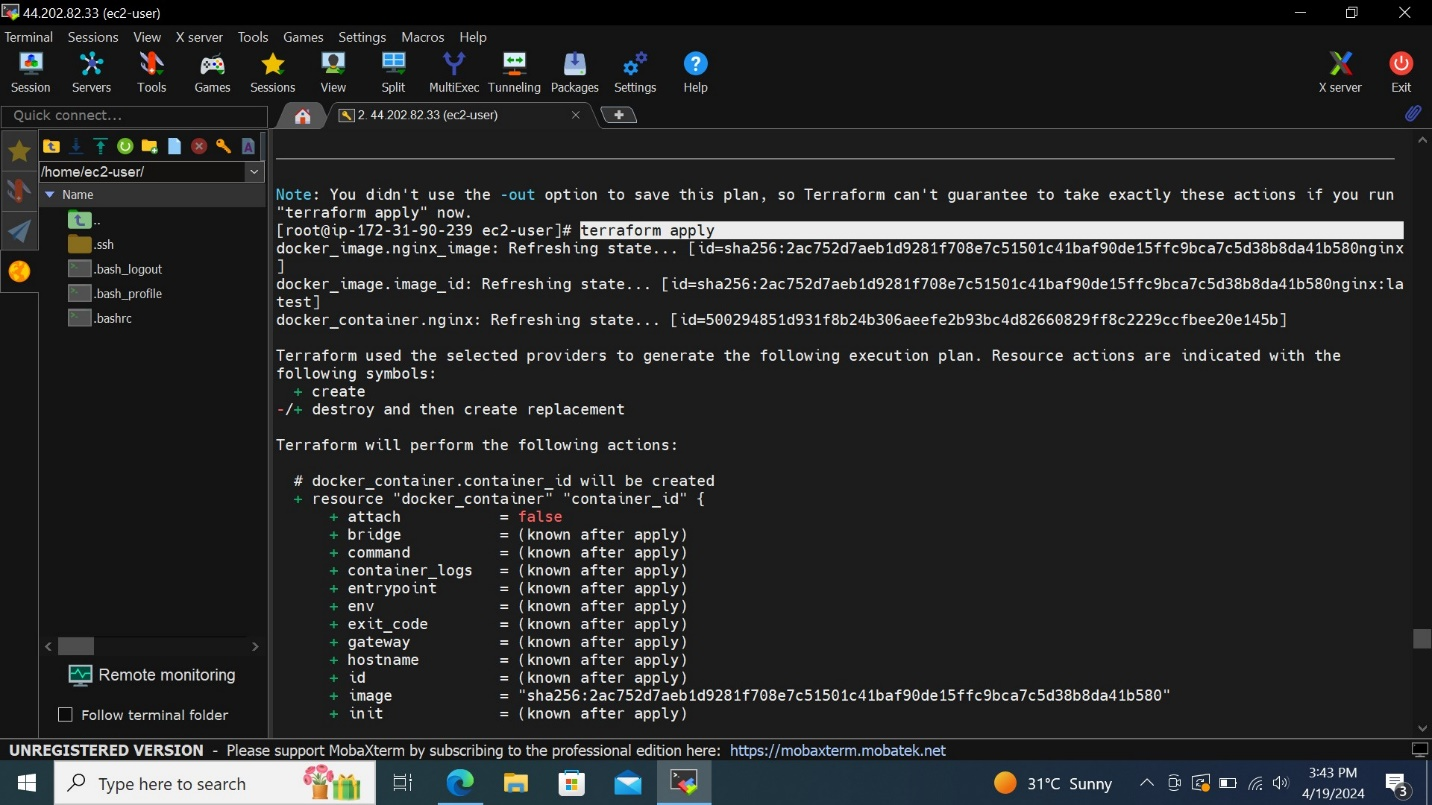 44.202.82.33 (ec2-user)
Terminal Sessions View X server Tools Games Settings Macros Help
Session Servers Tools Games Sessions View Split MultiExec Tunneling Packages Settings Help X server Exit
Quick connect...
2. 44.202.82.33 (ec2-user)
/home/ec2-user/
Name
..
.ssh
.bash_logout
.bash_profile
.bashrc
Remote monitoring
Follow terminal folder
Note: You didn't use the -out option to save this plan, so Terraform can't guarantee to take exactly these actions if you run
"terraform apply" now.
[root@ip-172-31-90-239 ec2-user]# terraform apply
docker_image.nginx_image: Refreshing state... [id=sha256:2ac752d7aeb1d9281f708e7c51501c41baf90de15ffc9bca7c5d38b8da41b580nginx
]
docker_image.image_id: Refreshing state... [id=sha256:2ac752d7aeb1d9281f708e7c51501c41baf90de15ffc9bca7c5d38b8da41b580nginx:la
test]
docker_container.nginx: Refreshing state... [id=500294851d931f8b24b306aeefe2b93bc4d82660829ff8c2229ccfbee20e145b]
Terraform used the selected providers to generate the following execution plan. Resource actions are indicated with the
following symbols:
+ create
-/+ destroy and then create replacement
Terraform will perform the following actions:
# docker_container.container_id will be created
+ resource "docker_container" "container_id" {
+ attach = false
+ bridge = (known after apply)
+ command = (known after apply)
+ container_logs = (known after apply)
+ entrypoint = (known after apply)
+ env = (known after apply)
+ exit_code = (known after apply)
+ gateway = (known after apply)
+ hostname = (known after apply)
+ id = (known after apply)
+ image = "sha256:2ac752d7aeb1d9281f708e7c51501c41baf90de15ffc9bca7c5d38b8da41b580"
+ init = (known after apply)
UNREGISTERED VERSION - Please support MobaXterm by subscribing to the professional edition here: https://mobaxterm.mobatek.net
Type here to search
31°C Sunny
3:43 PM
4/19/2024
3